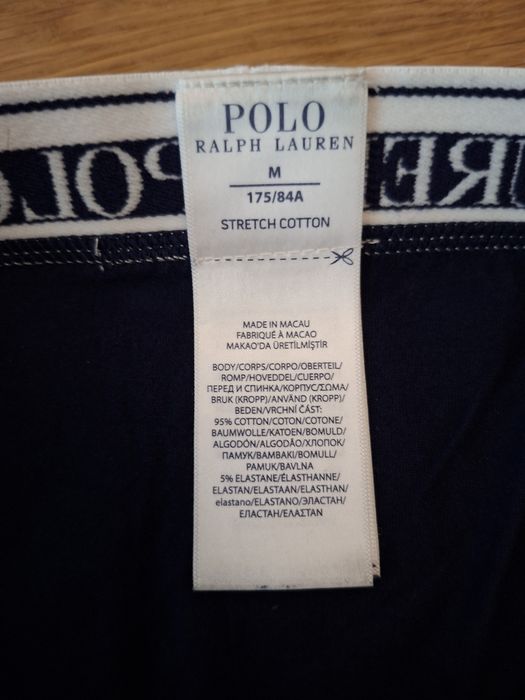 POLO
RALPH LAUREN
M
175/84A
STRETCH COTTON
MADE IN MACAU
FABRIQUÉ À MACAO
MAKAO'DA ÜRETİLMİŞTİR
BODY/CORPS/CORPO/OBERTEIL/
ROMP/HOVEDDEL/CUERPO/
ПЕРЕД И СПИНКА/КОРПУС/ΣΩΜΑ/
BRUK (KROPP)/ANVÄND (KROPP)/
BEDEN/VRCHNÍ ČÁST:
95% COTTON/COTON/COTONE/
BAUMWOLLE/KATOEN/BOMULD/
ALGODÓN/ALGODÃO/ХЛОПОК/
ПАМУК/ΒΑΜΒΑΚΙ/BOMULL/
PAMUK/BAVLNA
5% ELASTANE/ÉLASTHANNE/
ELASTAN/ELASTAAN/ELASTHAN/
elastano/ELASTANO/ЭЛАСТАН/
ЕЛАСТАН/ΕΛΑΣΤΑΝ
POLO
URE